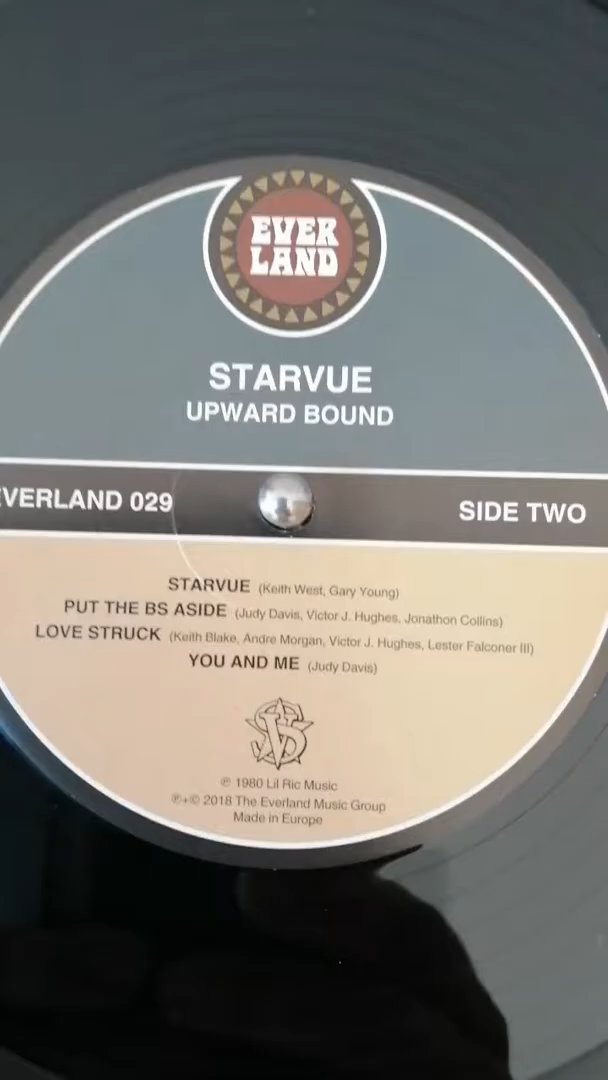 EVER
LAND
STARVUE
UPWARD BOUND
EVERLAND 029
SIDE TWO
STARVUE (Keith West, Gary Young)
PUT THE BS ASIDE (Judy Davis, Victor J. Hughes, Jonathon Collins)
LOVE STRUCK (Keith Blake, Andre Morgan, Victor J. Hughes, Lester Falconer III)
YOU AND ME (Judy Davis)
℗ 1980 Lil Ric Music
℗+© 2018 The Everland Music Group
Made in Europe